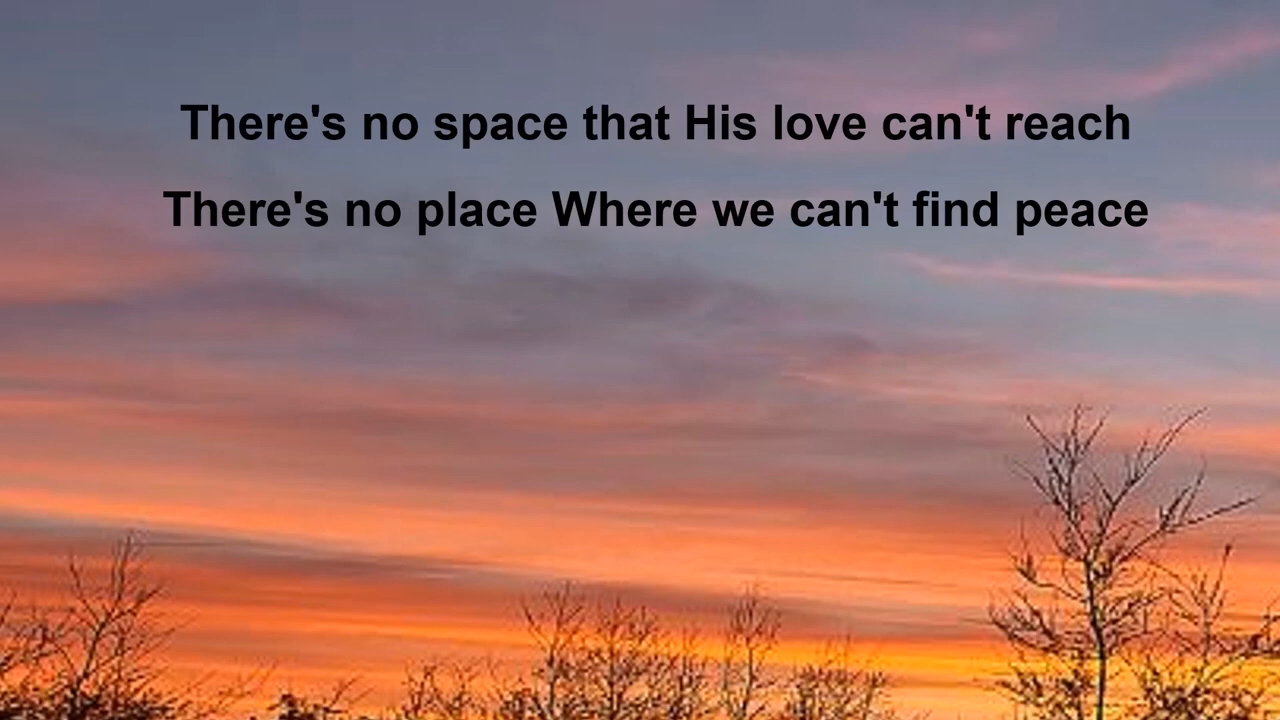 There's no space that His love can't reach
There's no place Where we can't find peace